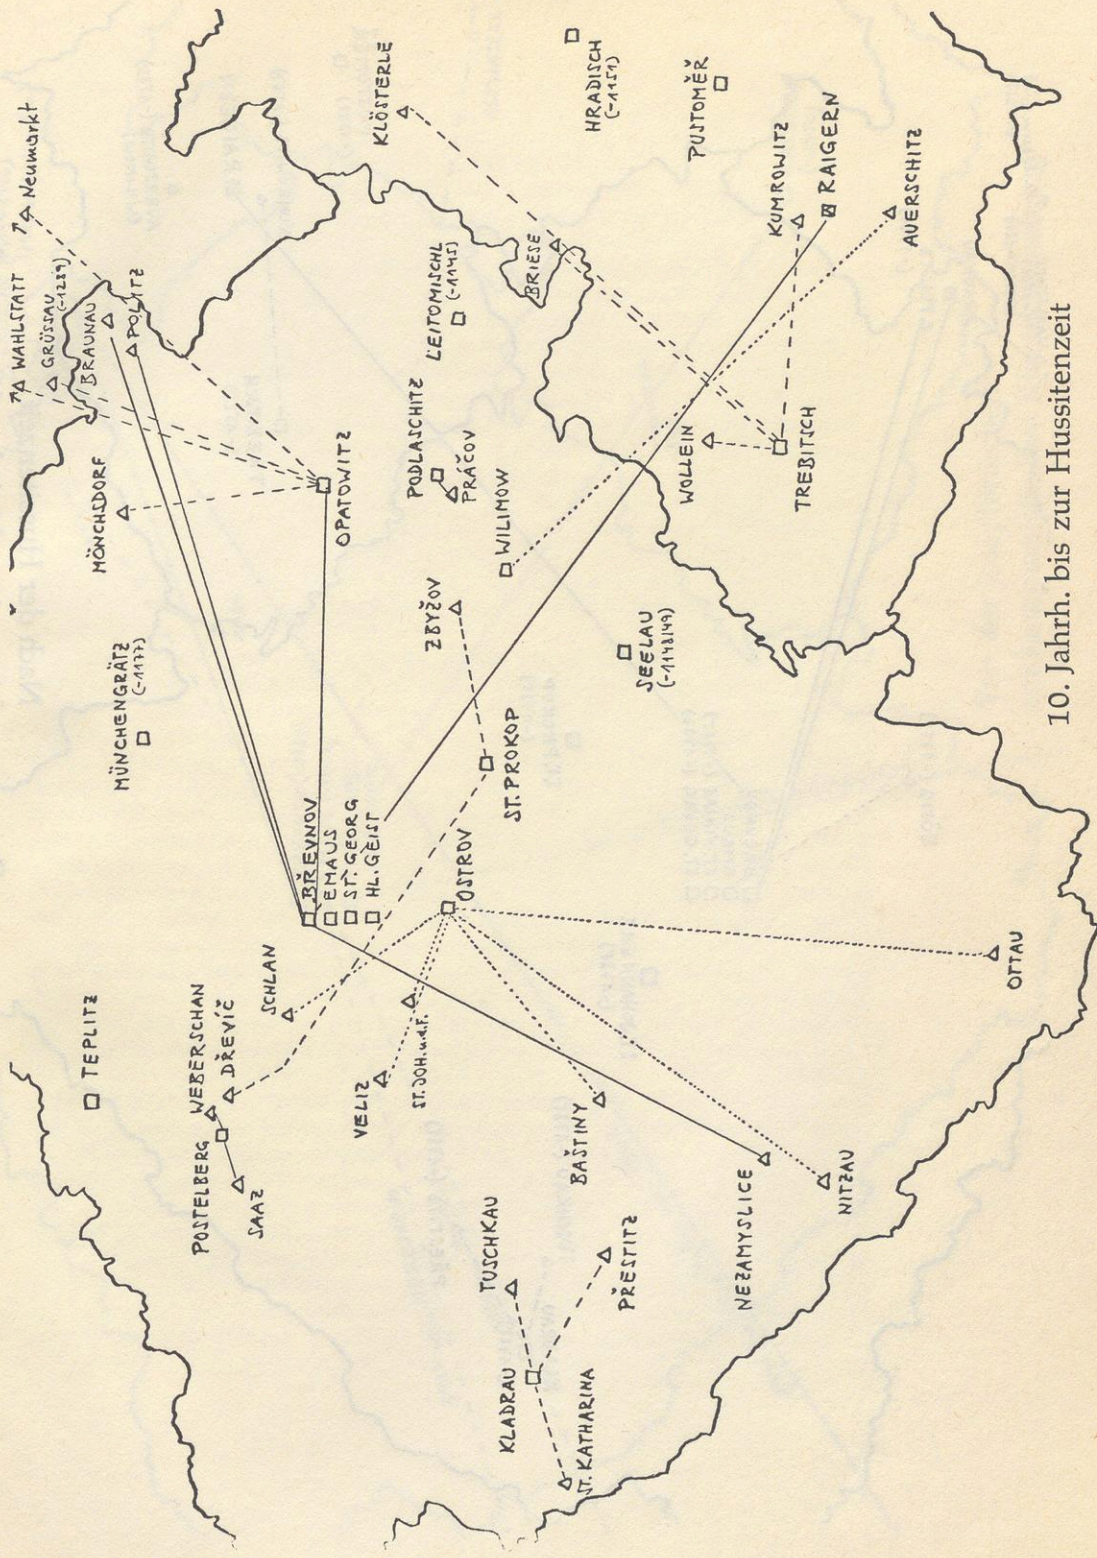 TEPLITZ
POSTELBERG
WEBERSCHAN
DŘEVÍČ
SAAZ
SCHLAN
VELIZ
ST. JOH. u. d. F.
TUSCHKAU
KLADRAU
ST. KATHARINA
PŘESTITZ
BAŠTINY
NEZAMYSLICE
NITZAU
OTTAU
OSTROV
BŘEVNOV
EMAUS
ST. GEORG
HL. GEIST
MÜNCHENGRÄTZ
(-1177)
MÖNCHSDORF
ST. PROKOP
ZBYŽOV
SEELAU
(-1148/49)
WILIMOW
OPATOWITZ
PODLASCHITZ
PRÁČOV
WAHLSTATT
GRÜSSAU
(-1289)
BRAUNAU
POLITZ
Neumarkt
LEITOMISCHL
(-1145)
BRIESE
KLÖSTERLE
HRADISCH
(-1151)
PUSTOMĚŘ
WOLLEIN
TREBITSCH
KUMROWITZ
RAIGERN
AUERSCHITZ
10. Jahrh. bis zur Hussitenzeit